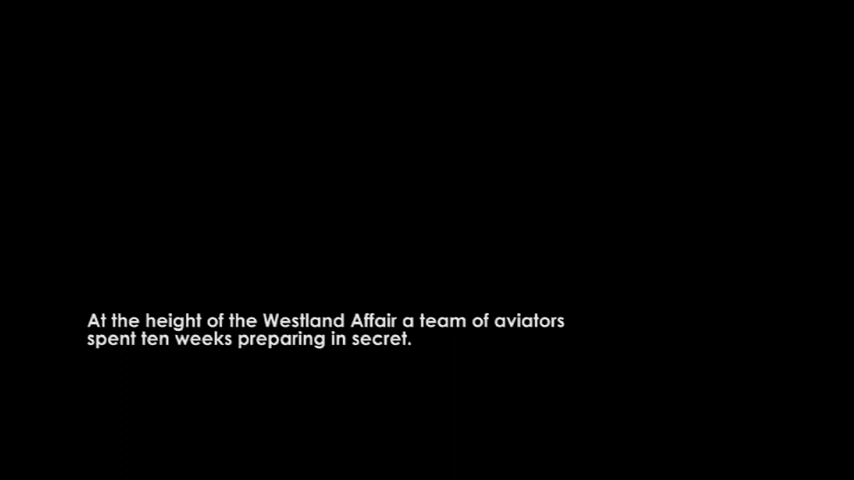 At the height of the Westland Affair a team of aviators
spent ten weeks preparing in secret.